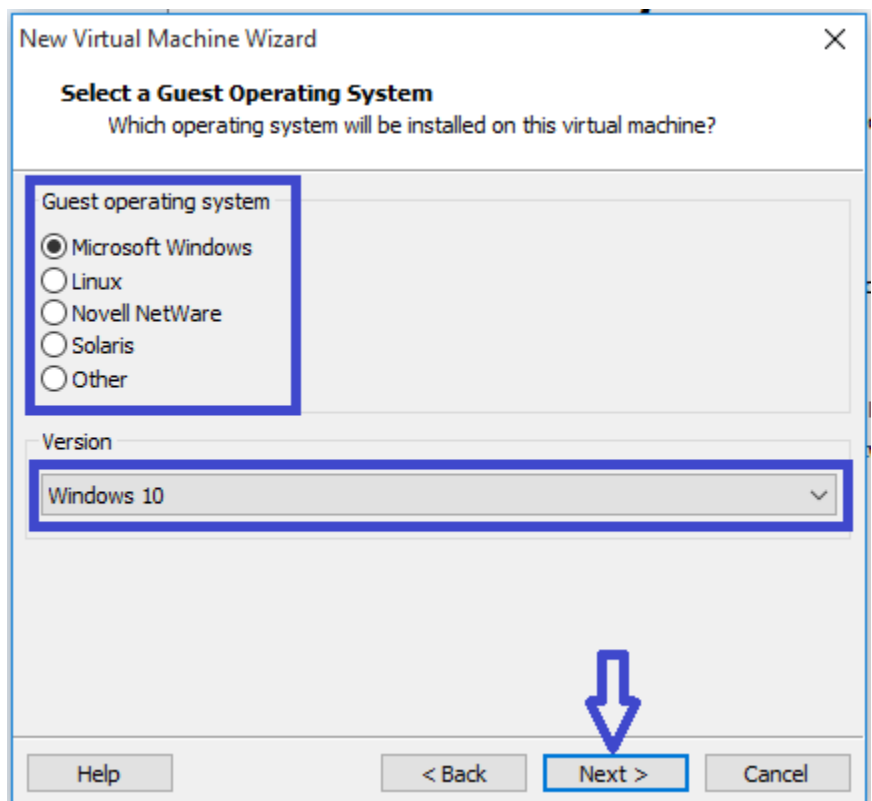 New Virtual Machine Wizard
Select a Guest Operating System
Which operating system will be installed on this virtual machine?
Guest operating system
Microsoft Windows
Linux
Novell NetWare
Solaris
Other
Version
Windows 10
Help
< Back
Next >
Cancel